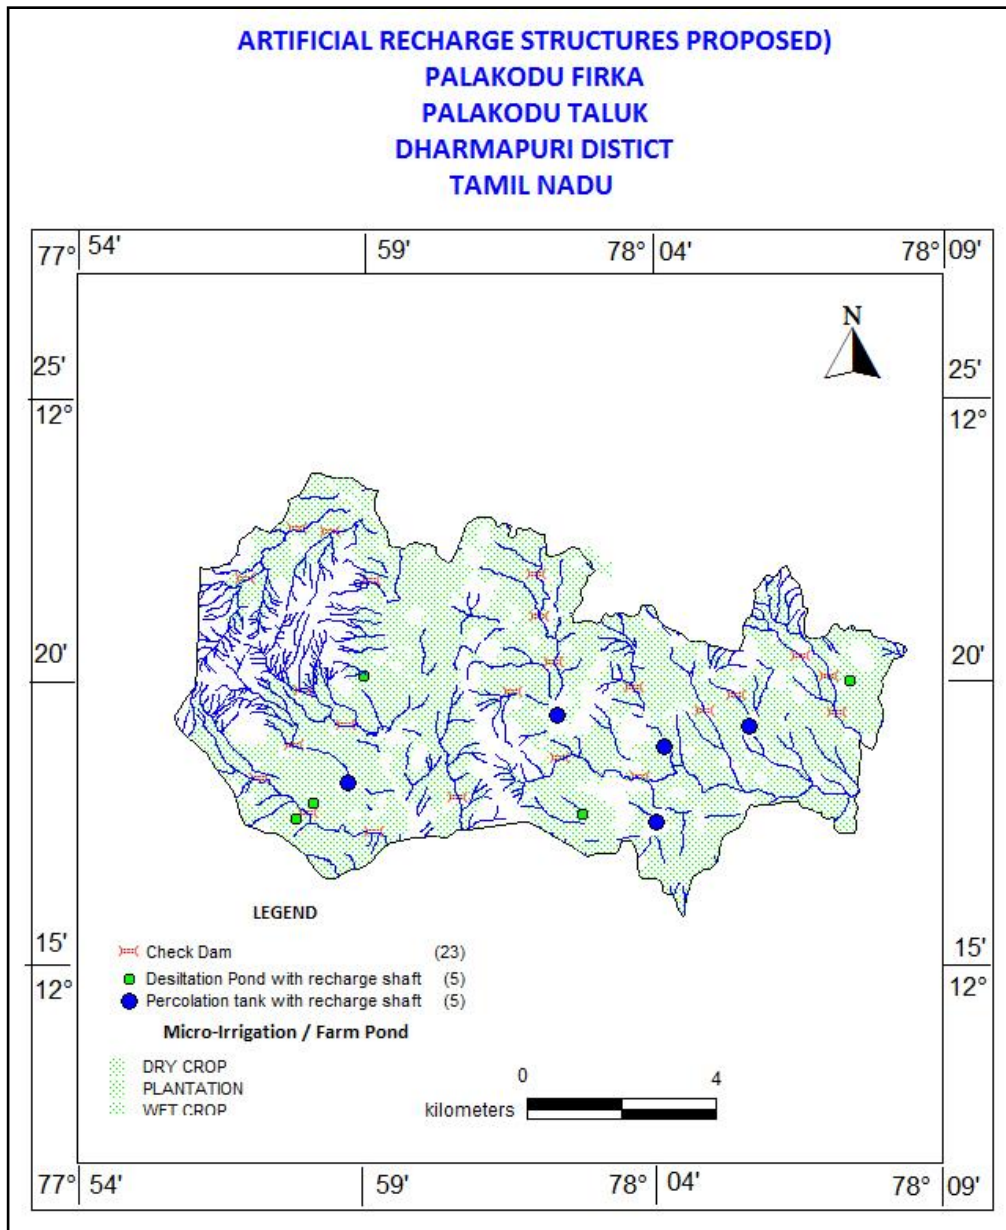 ARTIFICIAL RECHARGE STRUCTURES PROPOSED)
PALAKODU FIRKA
PALAKODU TALUK
DHARMAPURI DISTICT
TAMIL NADU
77° 54' 59' 78° 04' 78° 09'
N
25' 25'
12° 12°
20' 20'
LEGEND
15' 15'
Check Dam (23)
12° 12°
Desiltation Pond with recharge shaft (5)
Percolation tank with recharge shaft (5)
Micro-Irrigation / Farm Pond
DRY CROP
PLANTATION
WET CROP
0 4
kilometers
77° 54' 59' 78° 04' 78° 09'